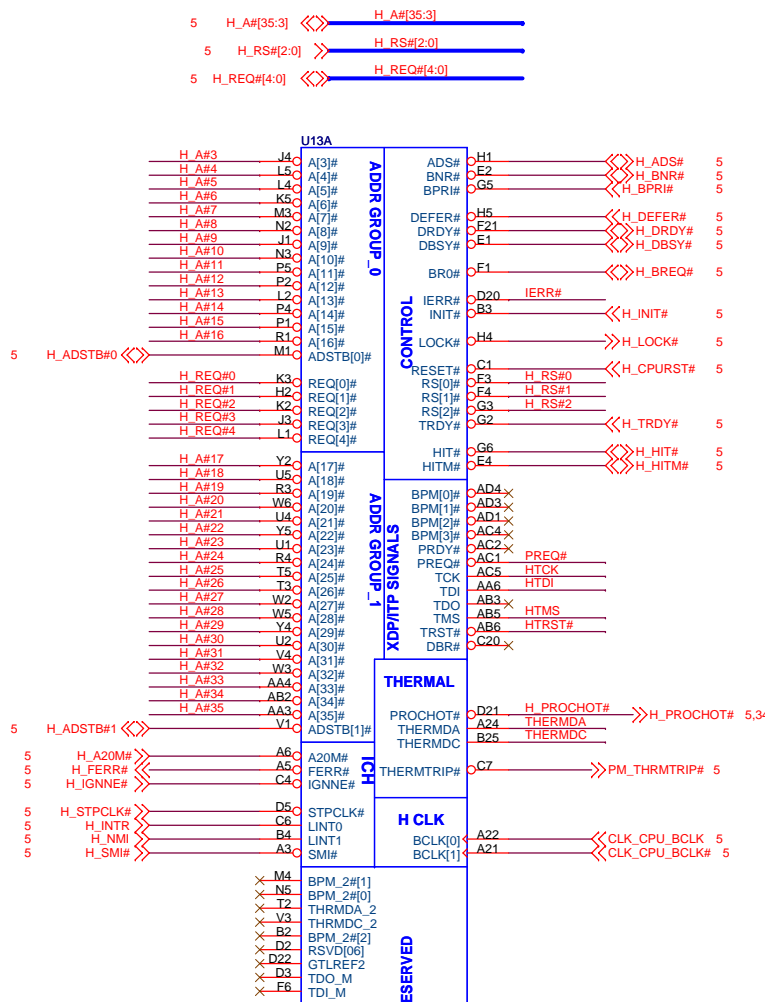 5 H_A#[35:3] H_A#[35:3]
5 H_RS#[2:0] H_RS#[2:0]
5 H_REQ#[4:0] H_REQ#[4:0]
U13A
H_A#3 J4 A[3]# ADS# H1 H_ADS# 5
H_A#4 L5 A[4]# BNR# E2 H_BNR# 5
H_A#5 L4 A[5]# BPRI# G5 H_BPRI# 5
H_A#6 K5 A[6]#
H_A#7 M3 A[7]# DEFER# H5 H_DEFER# 5
H_A#8 N2 A[8]# DRDY# F21 H_DRDY# 5
H_A#9 J1 A[9]# DBSY# E1 H_DBSY# 5
H_A#10 N3 A[10]#
H_A#11 P5 A[11]# BR0# F1 H_BREQ# 5
H_A#12 P2 A[12]#
H_A#13 L2 A[13]# IERR# D20 IERR#
H_A#14 P4 A[14]# INIT# B3 H_INIT# 5
H_A#15 P1 A[15]#
H_A#16 R1 A[16]# LOCK# H4 H_LOCK# 5
5 H_ADSTB#0 M1 ADSTB[0]#
ADDR GROUP_0
CONTROL
RESET# C1 H_CPURST# 5
H_REQ#0 K3 REQ[0]# RS[0]# F3 H_RS#0
H_REQ#1 H2 REQ[1]# RS[1]# F4 H_RS#1
H_REQ#2 K2 REQ[2]# RS[2]# G3 H_RS#2
H_REQ#3 J3 REQ[3]# TRDY# G2 H_TRDY# 5
H_REQ#4 L1 REQ[4]#
HIT# G6 H_HIT# 5
H_A#17 Y2 A[17]# HITM# E4 H_HITM# 5
H_A#18 U5 A[18]#
H_A#19 R3 A[19]# BPM[0]# AD4
H_A#20 W6 A[20]# BPM[1]# AD3
H_A#21 U4 A[21]# BPM[2]# AD1
H_A#22 Y5 A[22]# BPM[3]# AC4
H_A#23 U1 A[23]# PRDY# AC2
H_A#24 R4 A[24]# PREQ# AC1 PREQ#
H_A#25 T5 A[25]# TCK AC5 HTCK
H_A#26 T3 A[26]# TDI AA6 HTDI
H_A#27 W2 A[27]# TDO AB3
H_A#28 W5 A[28]# TMS AB5 HTMS
H_A#29 Y4 A[29]# TRST# AB6 HTRST#
H_A#30 U2 A[30]# DBR# C20
ADDR GROUP_1
XDP/ITP SIGNALS
H_A#31 V4 A[31]#
H_A#32 W3 A[32]#
H_A#33 AA4 A[33]# THERMAL
H_A#34 AB2 A[34]#
H_A#35 AA3 A[35]# PROCHOT# D21 H_PROCHOT# H_PROCHOT# 5,34
5 H_ADSTB#1 V1 ADSTB[1]# THERMDA A24 THERMDA
THERMDC B25 THERMDC
5 H_A20M# A6 A20M#
5 H_FERR# A5 FERR# THERMTRIP# C7 PM_THRMTRIP# 5
5 H_IGNNE# C4 IGNNE#
ICH
5 H_STPCLK# D5 STPCLK#
5 H_INTR C6 LINT0 H CLK
5 H_NMI B4 LINT1 BCLK[0] A22 CLK_CPU_BCLK 5
5 H_SMI# A3 SMI# BCLK[1] A21 CLK_CPU_BCLK# 5
M4 BPM_2#[1]
N5 BPM_2#[0]
T2 THRMDA_2
V3 THRMDC_2
B2 BPM_2#[2]
D2 RSVD[06]
D22 GTLREF2
D3 TDO_M
F6 TDI_M
ESERVED